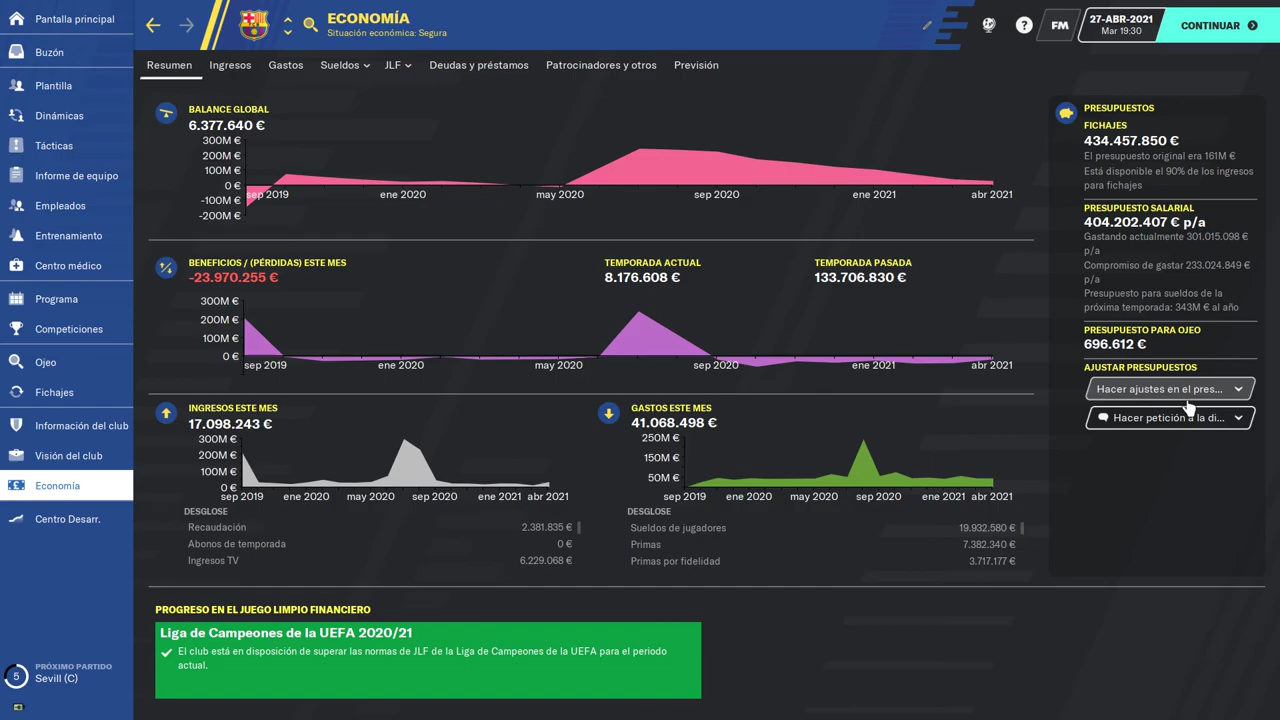 Pantalla principal
Buzón
Plantilla
Dinámicas
Tácticas
Informe de equipo
Empleados
Entrenamiento
Centro médico
Programa
Competiciones
Ojeo
Fichajes
Información del club
Visión del club
Economía
Centro Desarr.
PRÓXIMO PARTIDO
5
Sevill (C)
ECONOMÍA
Situación económica: Segura
?
FM
27-ABR-2021
Mar 19:30
CONTINUAR
Resumen Ingresos Gastos Sueldos JLF Deudas y préstamos Patrocinadores y otros Previsión
BALANCE GLOBAL
6.377.640 €
300M €
200M €
100M €
0 €
-100M €
-200M €
sep 2019 ene 2020 may 2020 sep 2020 ene 2021 abr 2021
BENEFICIOS / (PÉRDIDAS) ESTE MES
-23.970.255 €
TEMPORADA ACTUAL
8.176.608 €
TEMPORADA PASADA
133.706.830 €
300M €
200M €
100M €
0 €
sep 2019 ene 2020 may 2020 sep 2020 ene 2021 abr 2021
INGRESOS ESTE MES
17.098.243 €
300M €
200M €
100M €
0 €
sep 2019 ene 2020 may 2020 sep 2020 ene 2021 abr 2021
DESGLOSE
Recaudación 2.381.835 €
Abonos de temporada 0 €
Ingresos TV 6.229.068 €
GASTOS ESTE MES
41.068.498 €
250M €
150M €
50M €
sep 2019 ene 2020 may 2020 sep 2020 ene 2021 abr 2021
DESGLOSE
Sueldos de jugadores 19.932.580 €
Primas 7.382.340 €
Primas por fidelidad 3.717.177 €
PRESUPUESTOS
FICHAJES
434.457.850 €
El presupuesto original era 161M €
Está disponible el 90% de los ingresos
para fichajes
PRESUPUESTO SALARIAL
404.202.407 € p/a
Gastando actualmente 301.015.098 €
p/a
Compromiso de gastar 233.024.849 €
p/a
Presupuesto para sueldos de la
próxima temporada: 343M € al año
PRESUPUESTO PARA OJEO
696.612 €
AJUSTAR PRESUPUESTOS
Hacer ajustes en el pres...
Hacer petición a la di...
PROGRESO EN EL JUEGO LIMPIO FINANCIERO
Liga de Campeones de la UEFA 2020/21
El club está en disposición de superar las normas de JLF de la Liga de Campeones de la UEFA para el periodo
actual.